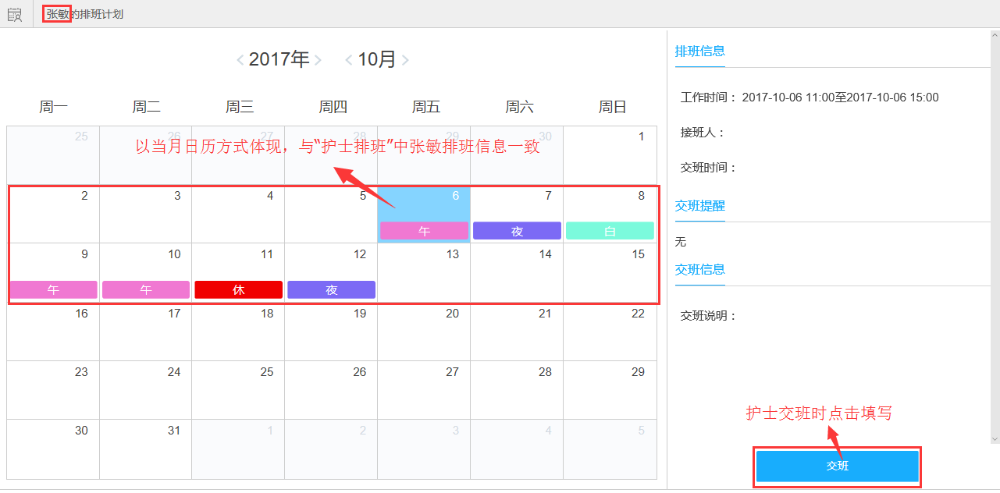 张敏的排班计划
< 2017年 > < 10月 >
周一 周二 周三 周四 周五 周六 周日
25 26 27 28 29 30 1
以当月日历方式体现，与“护士排班”中张敏排班信息一致
2 3 4 5 6 7 8
午 夜 白
9 10 11 12 13 14 15
午 午 休 夜
16 17 18 19 20 21 22
23 24 25 26 27 28 29
30 31 1 2 3 4 5
排班信息
工作时间： 2017-10-06 11:00至2017-10-06 15:00
接班人：
交班时间：
交班提醒
无
交班信息
交班说明：
护士交班时点击填写
交班